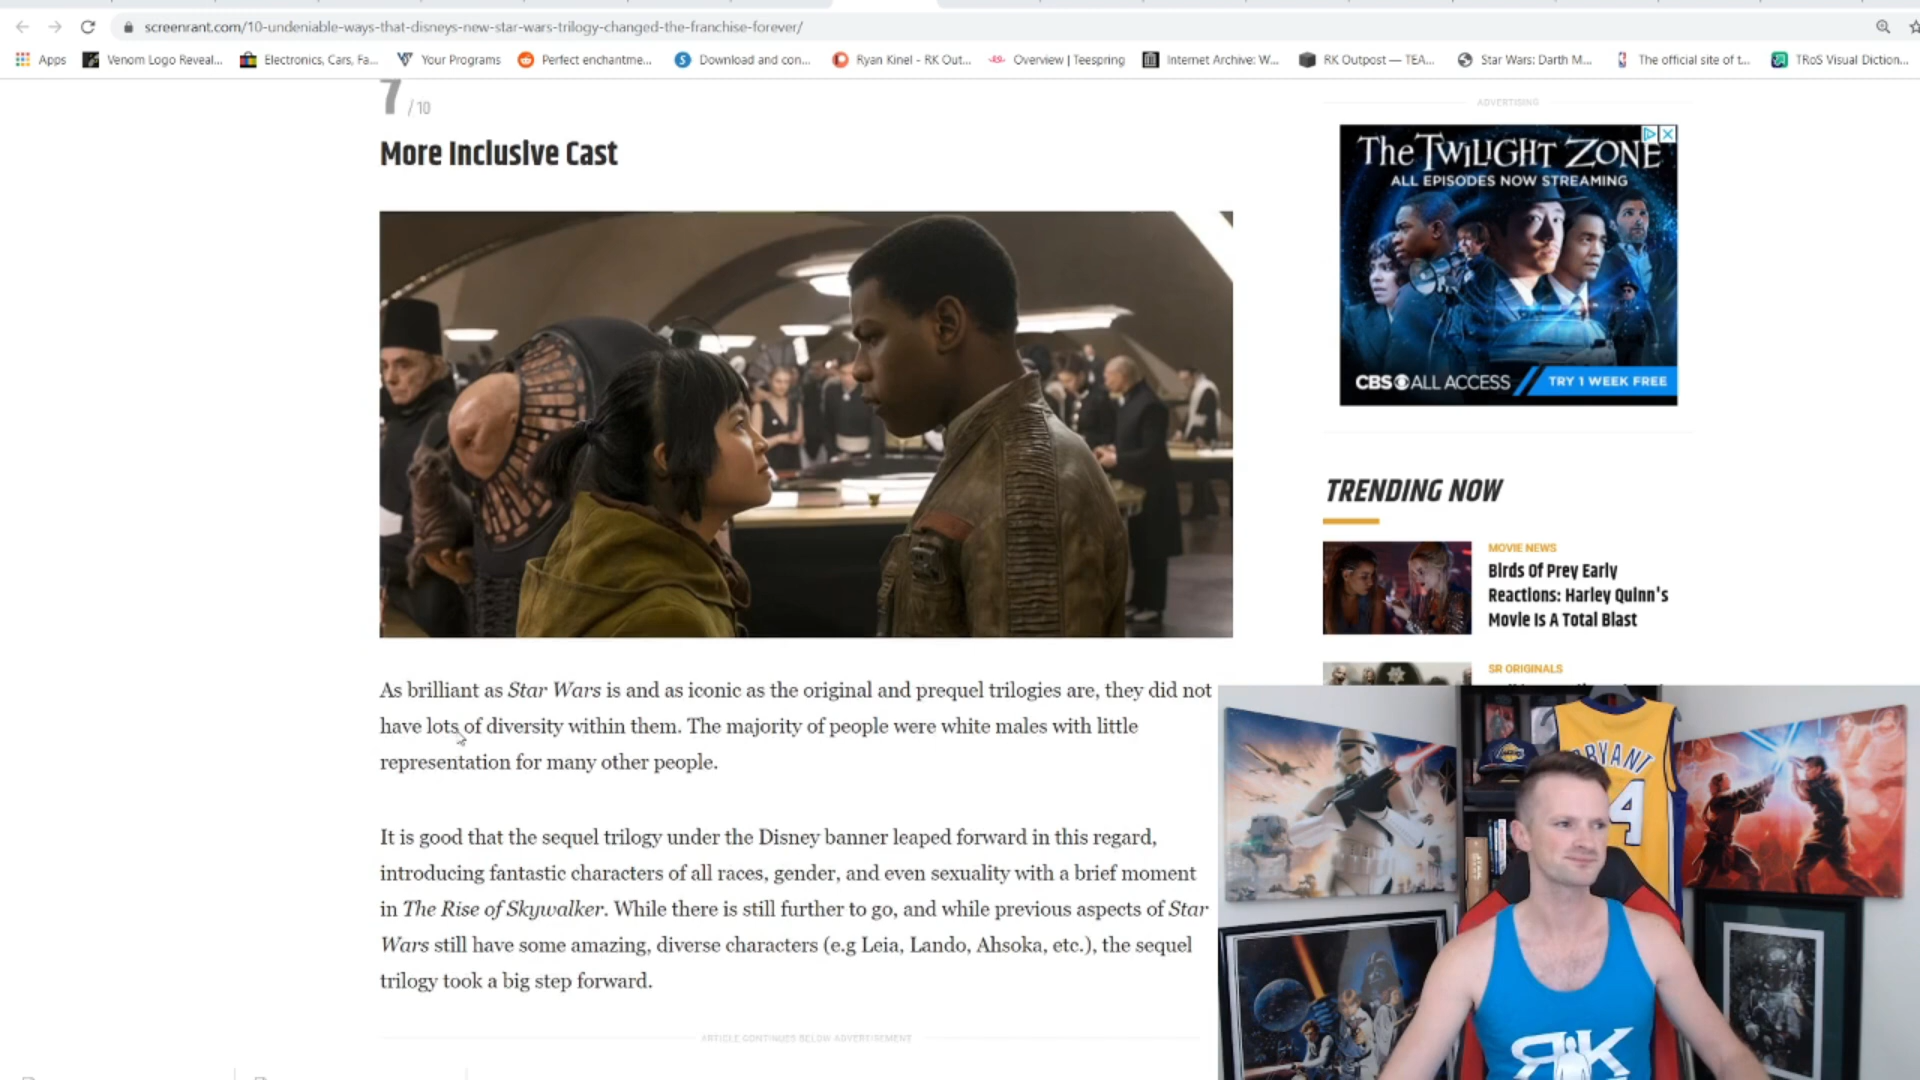 screenrant.com/10-undeniable-ways-that-disneys-new-star-wars-trilogy-changed-the-franchise-forever/
Apps
Venom Logo Reveal...
Electronics, Cars, Fa...
Your Programs
Perfect enchantme...
Download and con...
Ryan Kinel - RK Out...
Overview | Teespring
Internet Archive: W...
RK Outpost — TEA...
Star Wars: Darth M...
The official site of t...
TRoS Visual Diction...
7 / 10
More Inclusive Cast
As brilliant as Star Wars is and as iconic as the original and prequel trilogies are, they did not
have lots of diversity within them. The majority of people were white males with little
representation for many other people.
It is good that the sequel trilogy under the Disney banner leaped forward in this regard,
introducing fantastic characters of all races, gender, and even sexuality with a brief moment
in The Rise of Skywalker. While there is still further to go, and while previous aspects of Star
Wars still have some amazing, diverse characters (e.g Leia, Lando, Ahsoka, etc.), the sequel
trilogy took a big step forward.
ARTICLE CONTINUES BELOW ADVERTISEMENT
ADVERTISING
The TWILIGHT ZONE
ALL EPISODES NOW STREAMING
CBS ALL ACCESS
TRY 1 WEEK FREE
TRENDING NOW
MOVIE NEWS
Birds Of Prey Early
Reactions: Harley Quinn's
Movie Is A Total Blast
SR ORIGINALS
RYANT
4
RK